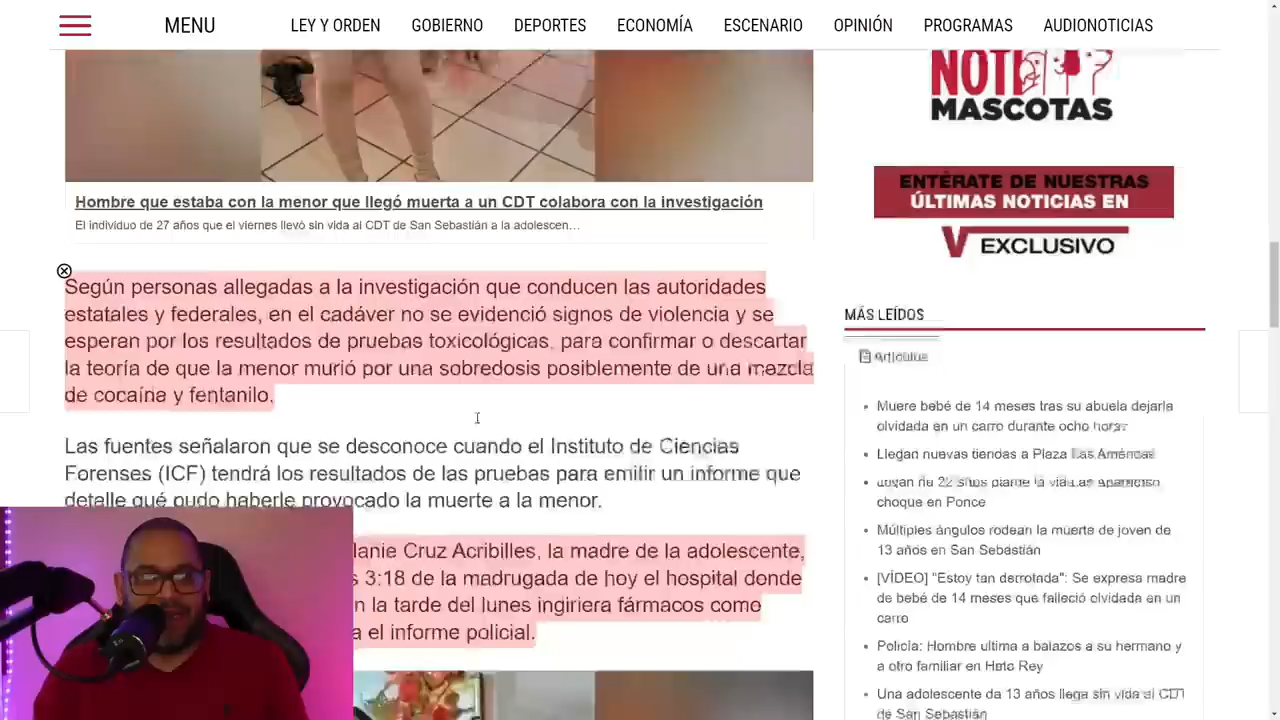 MENU
LEY Y ORDEN GOBIERNO DEPORTES ECONOMÍA ESCENARIO OPINIÓN PROGRAMAS AUDIONOTICIAS
Hombre que estaba con la menor que llegó muerta a un CDT colabora con la investigación
El individuo de 27 años que el viernes llevó sin vida al CDT de San Sebastián a la adolescen...
Según personas allegadas a la investigación que conducen las autoridades
estatales y federales, en el cadáver no se evidenció signos de violencia y se
esperan por los resultados de pruebas toxicológicas, para confirmar o descartar
la teoría de que la menor murió por una sobredosis posiblemente de una mezcla
de cocaína y fentanilo.
Las fuentes señalaron que se desconoce cuando el Instituto de Ciencias
Forenses (ICF) tendrá los resultados de las pruebas para emitir un informe que
detalle qué pudo haberle provocado la muerte a la menor.
lanie Cruz Acribilles, la madre de la adolescente,
s 3:18 de la madrugada de hoy el hospital donde
n la tarde del lunes ingiriera fármacos como
a el informe policial.
NOTI
MASCOTAS
ENTÉRATE DE NUESTRAS
ÚLTIMAS NOTICIAS EN
V EXCLUSIVO
MÁS LEÍDOS
Artículos
Muere bebé de 14 meses tras su abuela dejarla
olvidada en un carro durante ocho horas
Llegan nuevas tiendas a Plaza Las Américas
Joven de 22 años pierde la vida
choque en Ponce
Múltiples ángulos rodean la muerte de joven de
13 años en San Sebastián
[VÍDEO] "Estoy tan derrotada": Se expresa madre
de bebé de 14 meses que falleció olvidada en un
carro
Policía: Hombre ultima a balazos a su hermano y
a otro familiar en Hato Rey
Una adolescente de 13 años llega sin vida al CDT
de San Sebastián